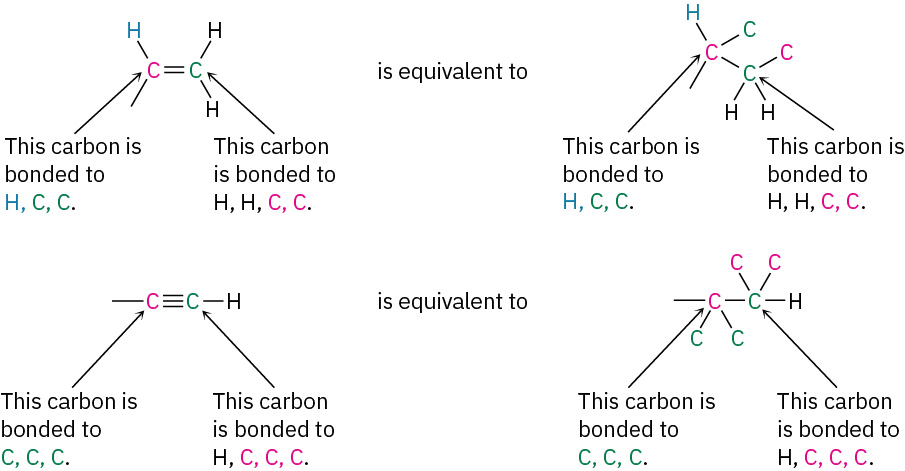 H H
C=C
H
This carbon is
bonded to
H, C, C.
This carbon
is bonded to
H, H, C, C.
is equivalent to
H
C C
C C
H H
This carbon is
bonded to
H, C, C.
This carbon is
bonded to
H, H, C, C.
C≡C—H
This carbon is
bonded to
C, C, C.
This carbon
is bonded to
H, C, C, C.
is equivalent to
C C
C C H
C C
This carbon is
bonded to
C, C, C.
This carbon
is bonded to
H, C, C, C.